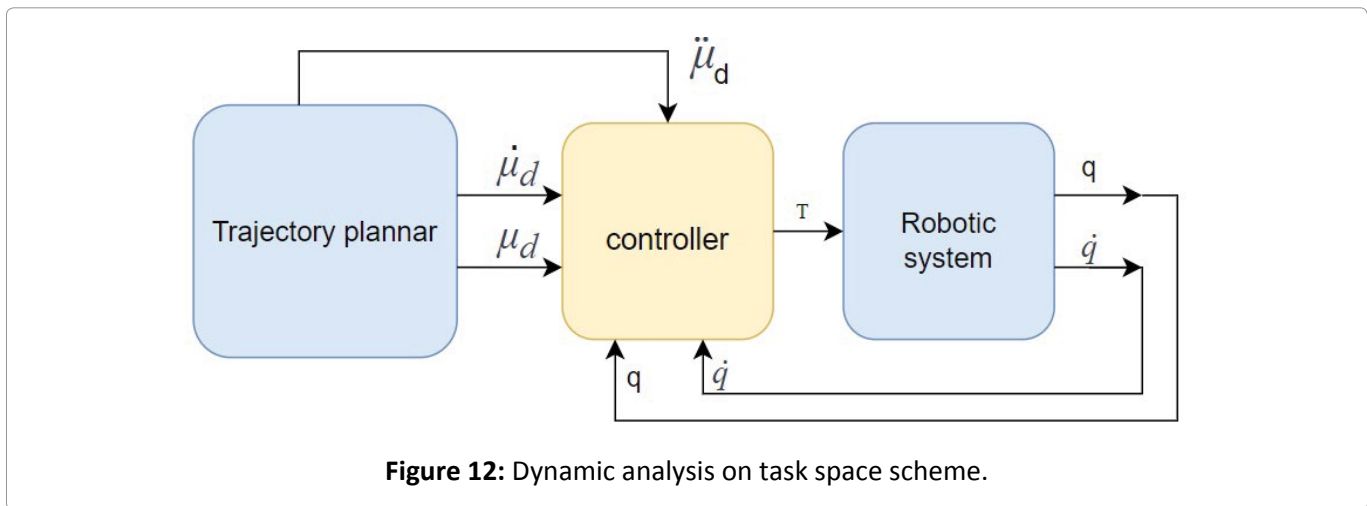 μ̈d
μ̇d
Trajectory plannar
μd
controller
T
Robotic
system
q
q̇
q
q̇
Figure 12: Dynamic analysis on task space scheme.